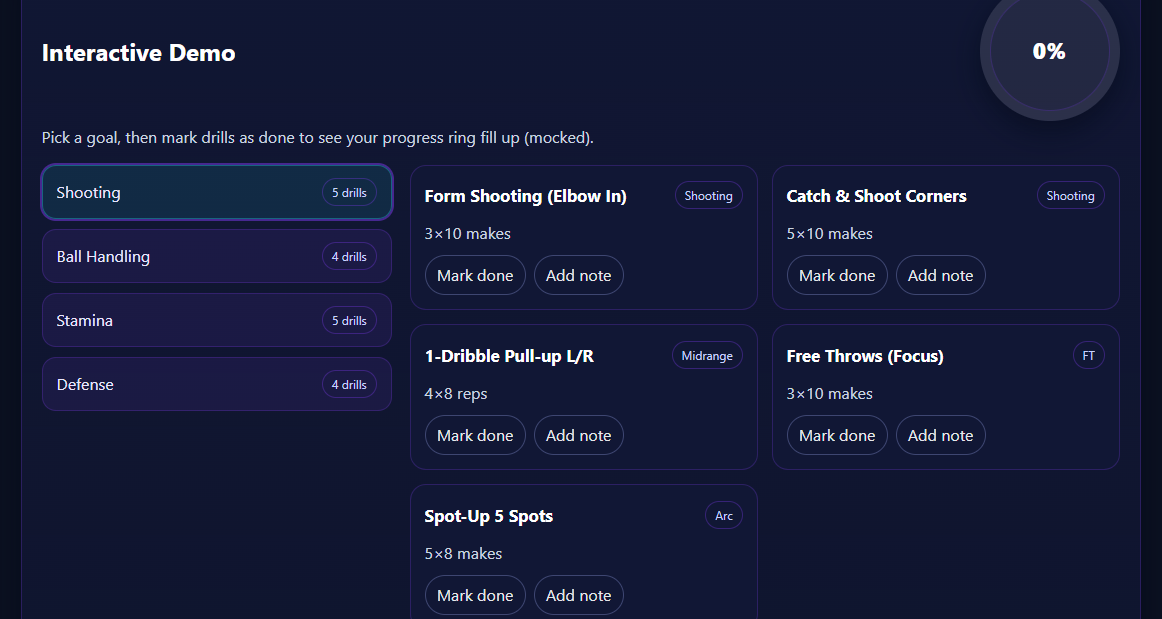 Interactive Demo
0%
Pick a goal, then mark drills as done to see your progress ring fill up (mocked).
Shooting 5 drills
Ball Handling 4 drills
Stamina 5 drills
Defense 4 drills
Form Shooting (Elbow In) Shooting
3×10 makes
Mark done Add note
Catch & Shoot Corners Shooting
5×10 makes
Mark done Add note
1-Dribble Pull-up L/R Midrange
4×8 reps
Mark done Add note
Free Throws (Focus) FT
3×10 makes
Mark done Add note
Spot-Up 5 Spots Arc
5×8 makes
Mark done Add note